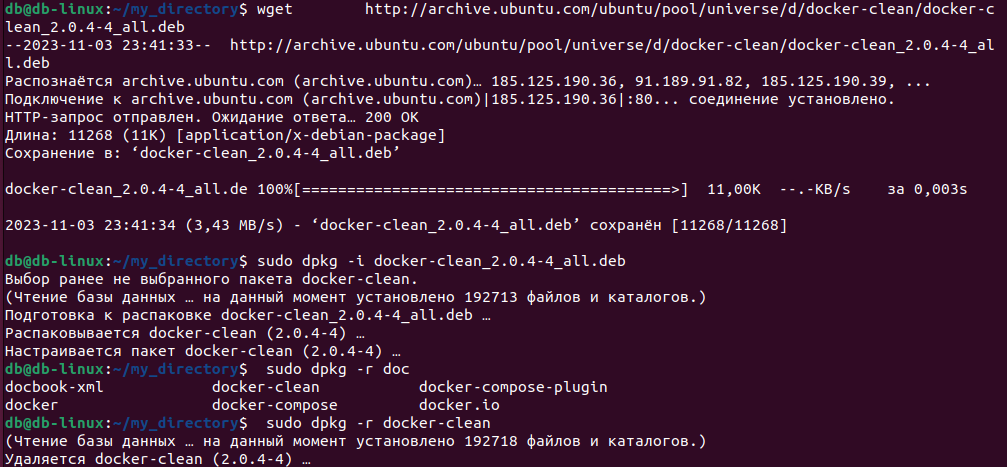 db@db-linux:~/my_directory$ wget       http://archive.ubuntu.com/ubuntu/pool/universe/d/docker-clean/docker-c
lean_2.0.4-4_all.deb
--2023-11-03 23:41:33--  http://archive.ubuntu.com/ubuntu/pool/universe/d/docker-clean/docker-clean_2.0.4-4_al
l.deb
Распознаётся archive.ubuntu.com (archive.ubuntu.com)… 185.125.190.36, 91.189.91.82, 185.125.190.39, ...
Подключение к archive.ubuntu.com (archive.ubuntu.com)|185.125.190.36|:80... соединение установлено.
HTTP-запрос отправлен. Ожидание ответа… 200 OK
Длина: 11268 (11K) [application/x-debian-package]
Сохранение в: ‘docker-clean_2.0.4-4_all.deb’
docker-clean_2.0.4-4_all.de 100%[=========================================>]  11,00K  --.-KB/s    за 0,003s
2023-11-03 23:41:34 (3,43 MB/s) - ‘docker-clean_2.0.4-4_all.deb’ сохранён [11268/11268]
db@db-linux:~/my_directory$ sudo dpkg -i docker-clean_2.0.4-4_all.deb
Выбор ранее не выбранного пакета docker-clean.
(Чтение базы данных … на данный момент установлено 192713 файлов и каталогов.)
Подготовка к распаковке docker-clean_2.0.4-4_all.deb …
Распаковывается docker-clean (2.0.4-4) …
Настраивается пакет docker-clean (2.0.4-4) …
db@db-linux:~/my_directory$  sudo dpkg -r doc
docbook-xml            docker-clean           docker-compose-plugin
docker                 docker-compose         docker.io
db@db-linux:~/my_directory$  sudo dpkg -r docker-clean
(Чтение базы данных … на данный момент установлено 192718 файлов и каталогов.)
Удаляется docker-clean (2.0.4-4) …